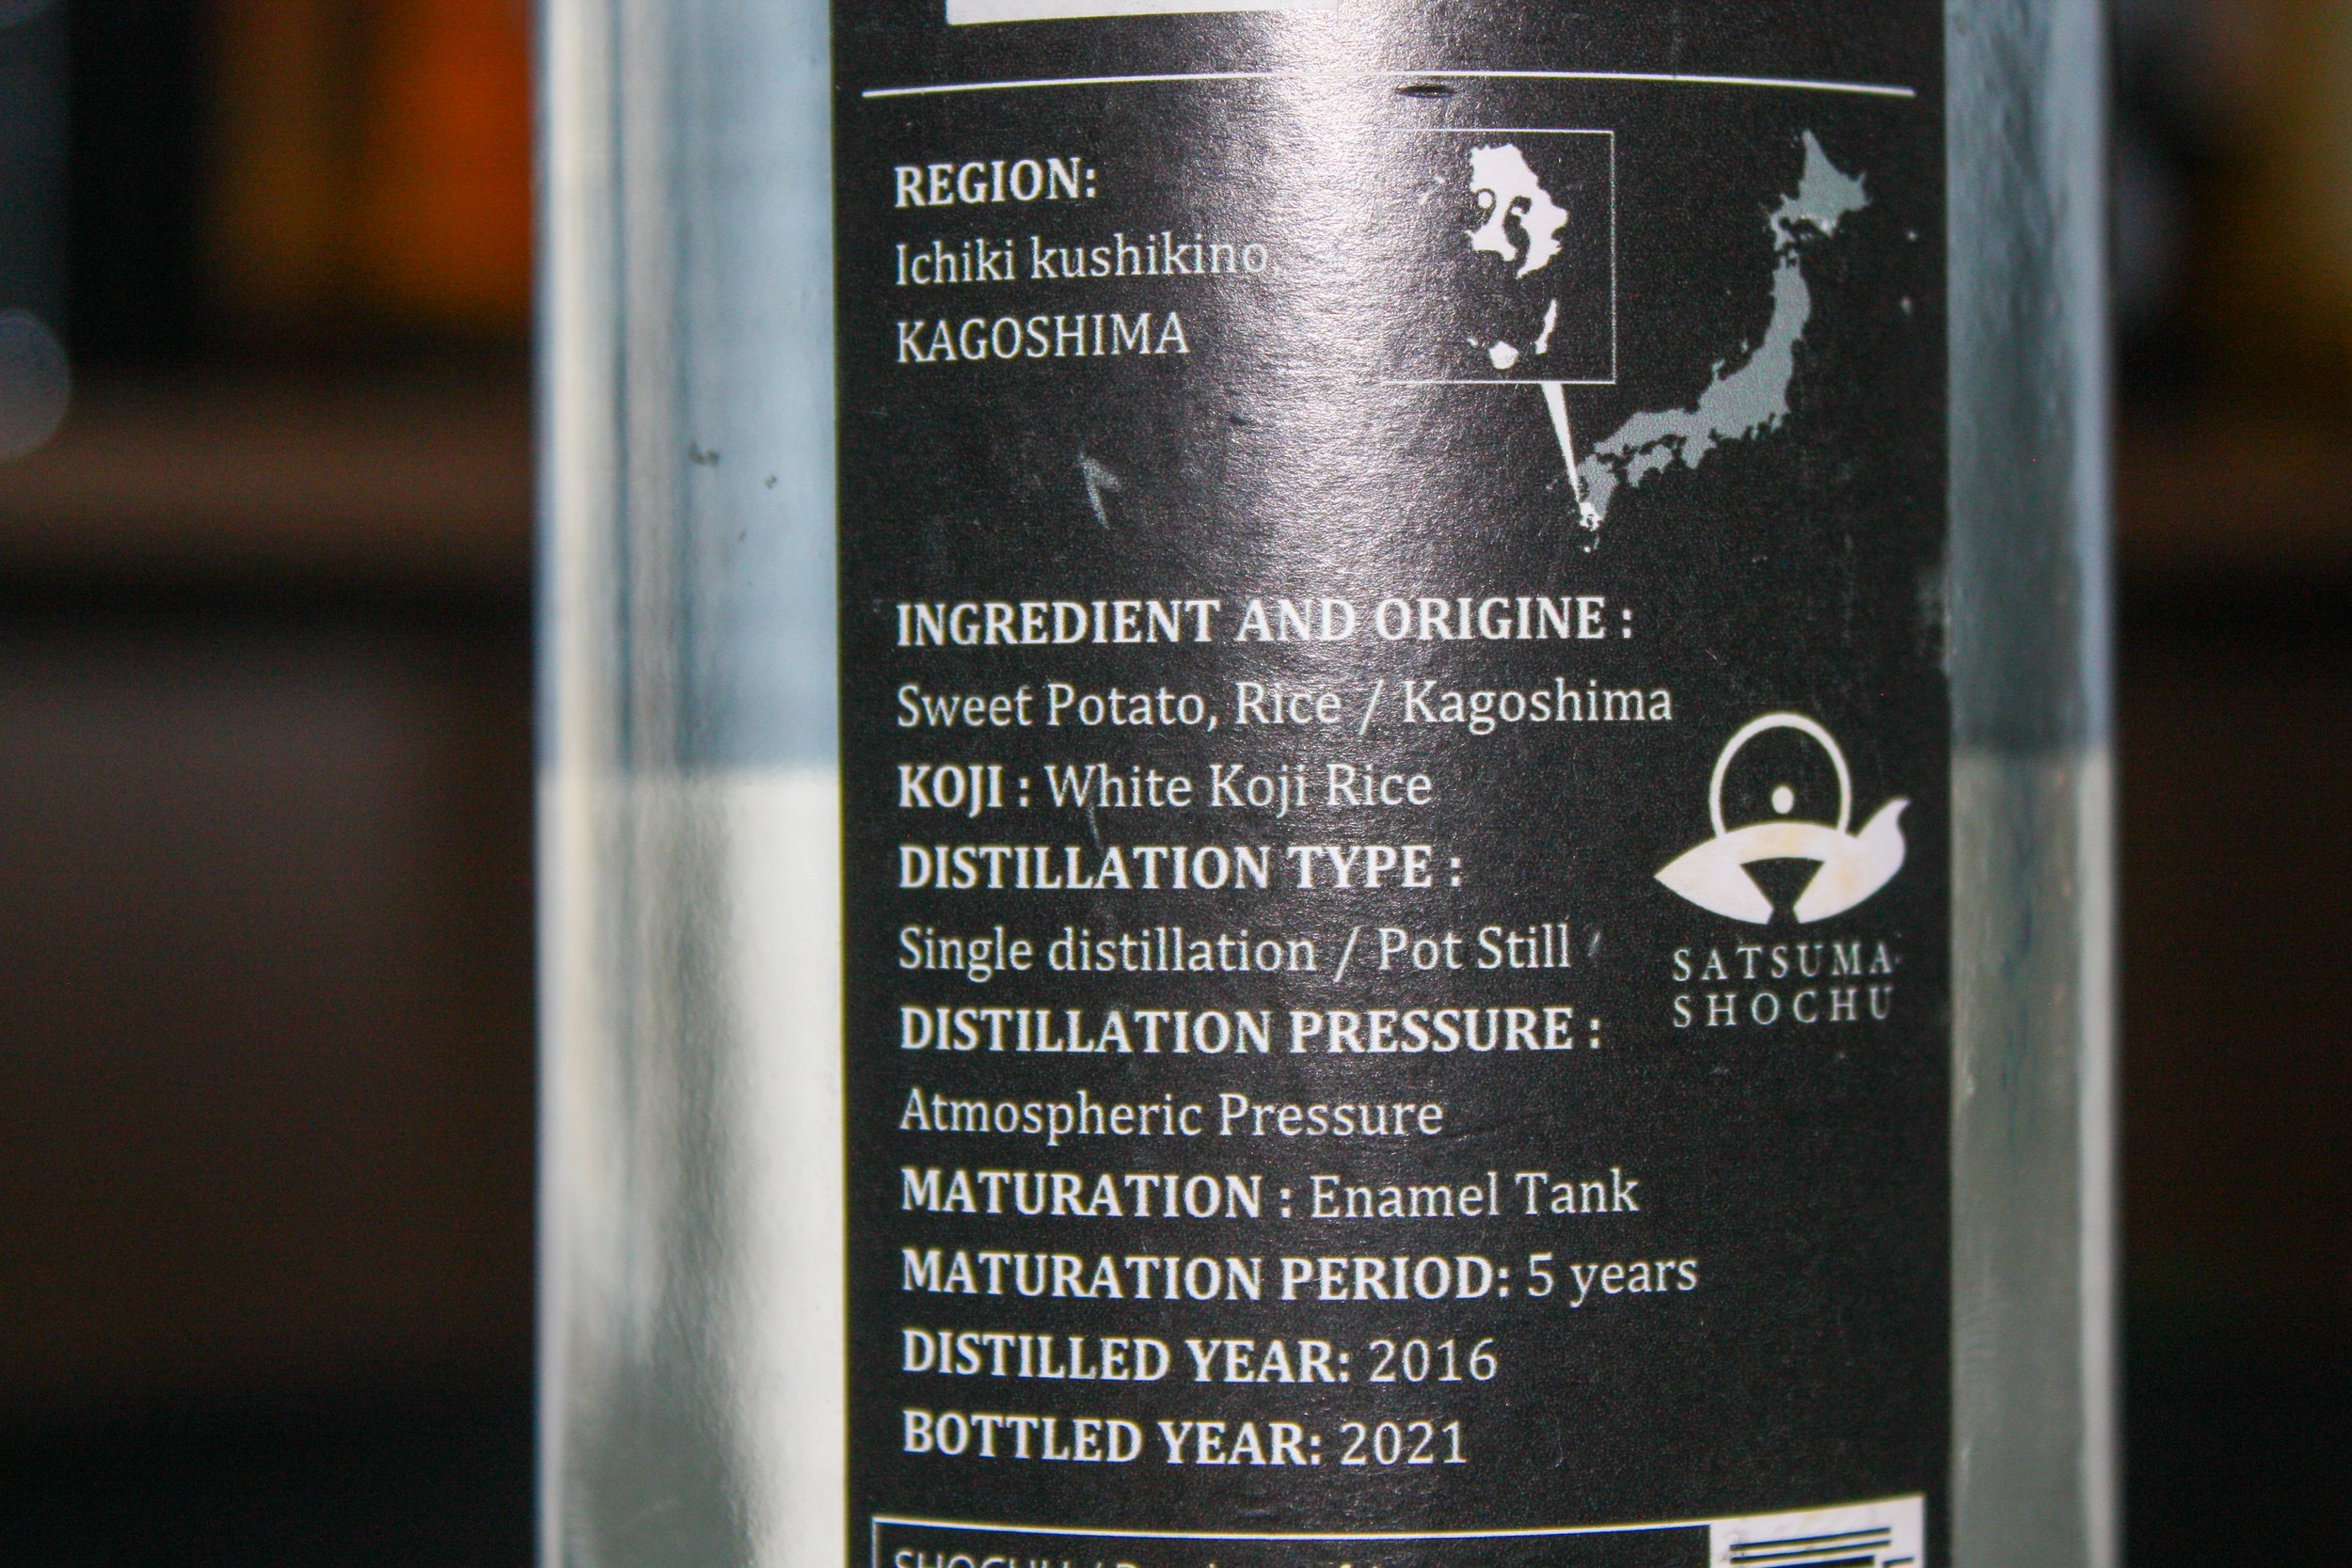 REGION:
Ichiki kushikino,
KAGOSHIMA
INGREDIENT AND ORIGINE :
Sweet Potato, Rice / Kagoshima
KOJI : White Koji Rice
DISTILLATION TYPE :
Single distillation / Pot Still
SATSUMA
SHOCHU
DISTILLATION PRESSURE :
Atmospheric Pressure
MATURATION : Enamel Tank
MATURATION PERIOD: 5 years
DISTILLED YEAR: 2016
BOTTLED YEAR: 2021
SHOCHU /